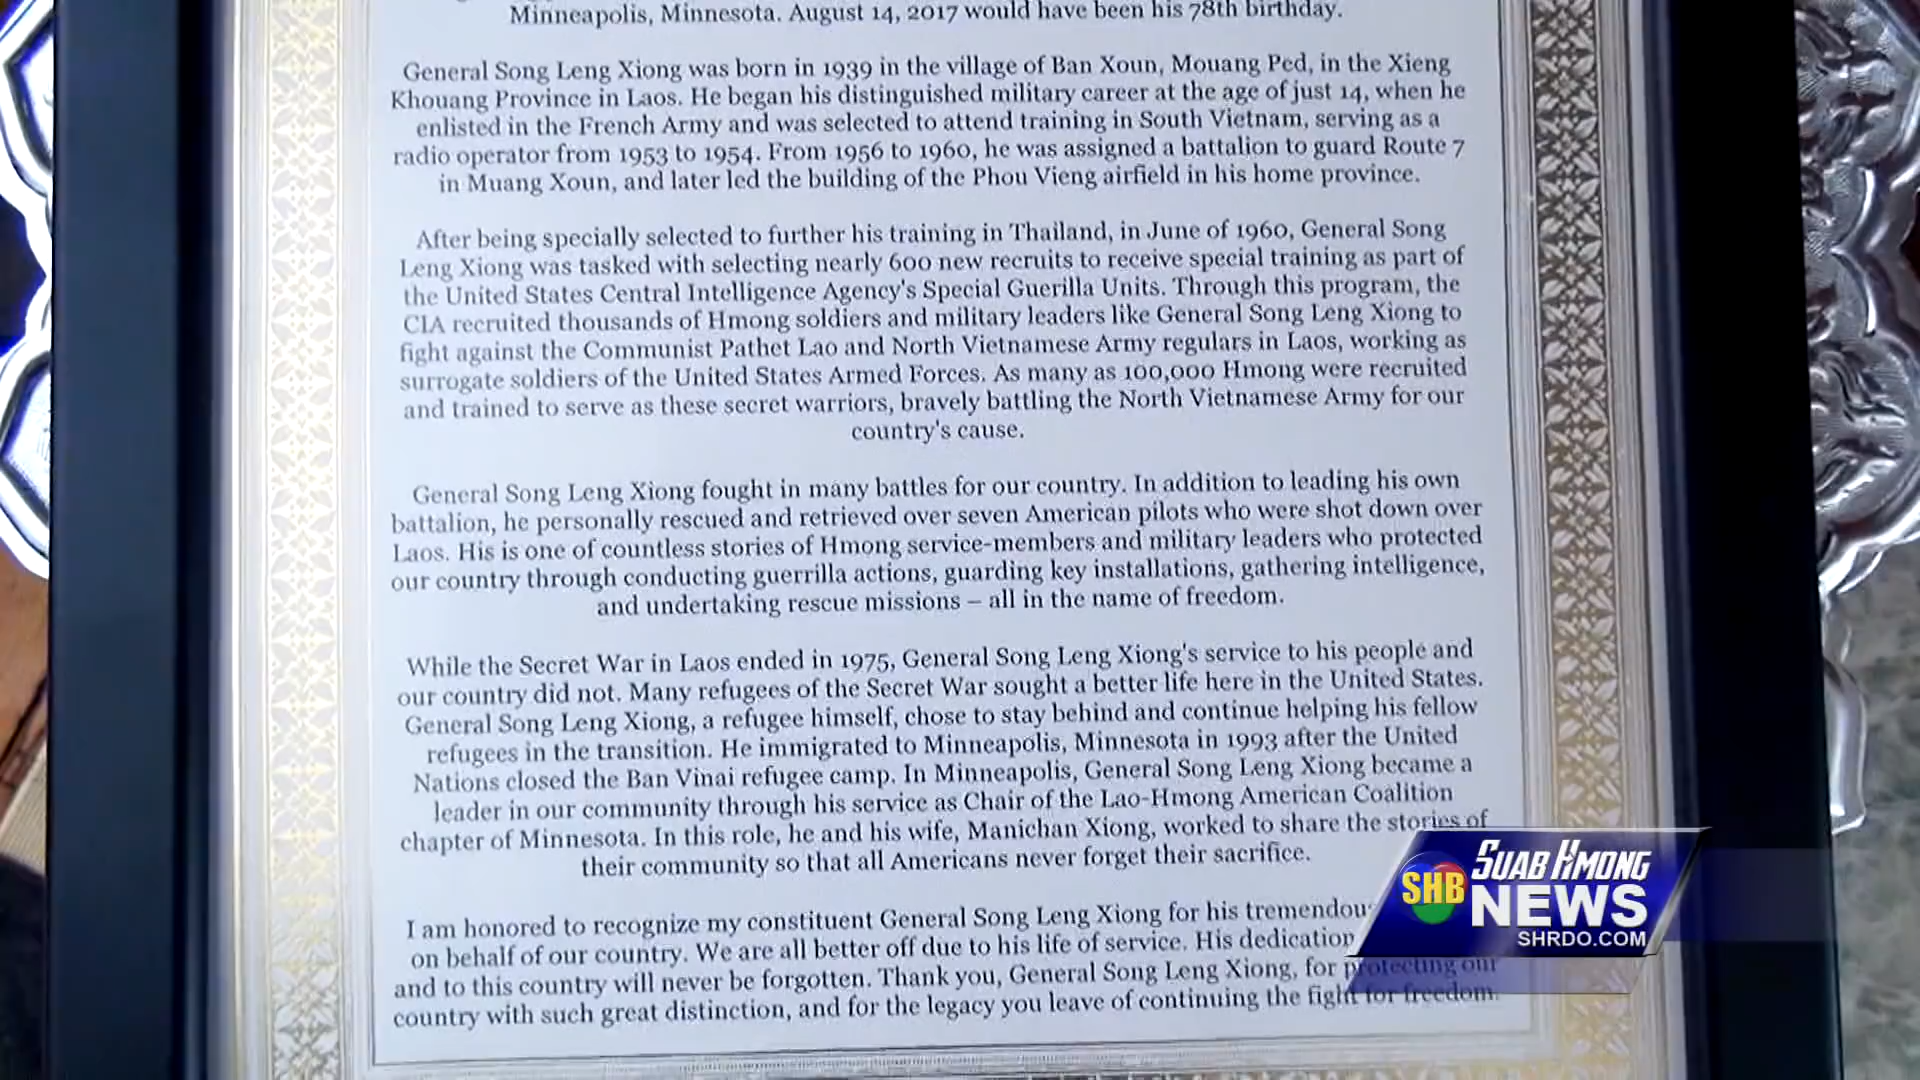 Minneapolis, Minnesota. August 14, 2017 would have been his 78th birthday.
General Song Leng Xiong was born in 1939 in the village of Ban Xoun, Mouang Ped, in the Xieng
Khouang Province in Laos. He began his distinguished military career at the age of just 14, when he
enlisted in the French Army and was selected to attend training in South Vietnam, serving as a
radio operator from 1953 to 1954. From 1956 to 1960, he was assigned a battalion to guard Route 7
in Muang Xoun, and later led the building of the Phou Vieng airfield in his home province.
After being specially selected to further his training in Thailand, in June of 1960, General Song
Leng Xiong was tasked with selecting nearly 600 new recruits to receive special training as part of
the United States Central Intelligence Agency's Special Guerilla Units. Through this program, the
CIA recruited thousands of Hmong soldiers and military leaders like General Song Leng Xiong to
fight against the Communist Pathet Lao and North Vietnamese Army regulars in Laos, working as
surrogate soldiers of the United States Armed Forces. As many as 100,000 Hmong were recruited
and trained to serve as these secret warriors, bravely battling the North Vietnamese Army for our
country's cause.
General Song Leng Xiong fought in many battles for our country. In addition to leading his own
battalion, he personally rescued and retrieved over seven American pilots who were shot down over
Laos. His is one of countless stories of Hmong service-members and military leaders who protected
our country through conducting guerrilla actions, guarding key installations, gathering intelligence,
and undertaking rescue missions – all in the name of freedom.
While the Secret War in Laos ended in 1975, General Song Leng Xiong's service to his people and
our country did not. Many refugees of the Secret War sought a better life here in the United States.
General Song Leng Xiong, a refugee himself, chose to stay behind and continue helping his fellow
refugees in the transition. He immigrated to Minneapolis, Minnesota in 1993 after the United
Nations closed the Ban Vinai refugee camp. In Minneapolis, General Song Leng Xiong became a
leader in our community through his service as Chair of the Lao-Hmong American Coalition
chapter of Minnesota. In this role, he and his wife, Manichan Xiong, worked to share the stories of
their community so that all Americans never forget their sacrifice.
I am honored to recognize my constituent General Song Leng Xiong for his
on behalf of our country. We are all better off due to his life of service. His dedication
and to this country will never be forgotten. Thank you, General Song Leng Xiong, for protecting our
country with such great distinction, and for the legacy you leave of continuing the fight for freedom.
SHB
SUAB HMONG
NEWS
SHRDO.COM